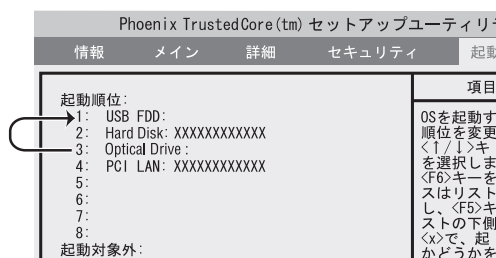 Phoenix TrustedCore(tm) セットアップユーティリ
情報 メイン 詳細 セキュリティ 起動
起動順位:
1: USB FDD:
2: Hard Disk: XXXXXXXXXXXX
3: Optical Drive :
4: PCI LAN: XXXXXXXXXXXX
5:
6:
7:
8:
起動対象外:
項目
OSを起動す
順位を変更
<↑/↓>キ
を選択しま
<F6>キーを
スはリスト
し、<F5>キ
ストの下側
<x>で、起
かどうかを